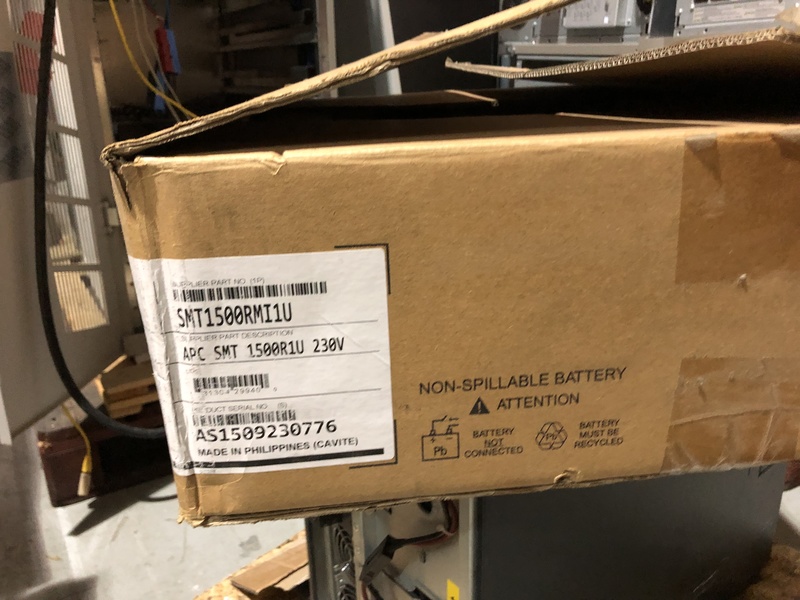 SUPPLIER PART NO (1P)
SMT1500RMI1U
SUPPLIER PART DESCRIPTION
APC SMT 1500R1U 230V
SERIAL NO. (S)
AS1509230776
MADE IN PHILIPPINES (CAVITE)
NON-SPILLABLE BATTERY
ATTENTION
Pb
BATTERY
NOT
CONNECTED
Pb
BATTERY
MUST BE
RECYCLED